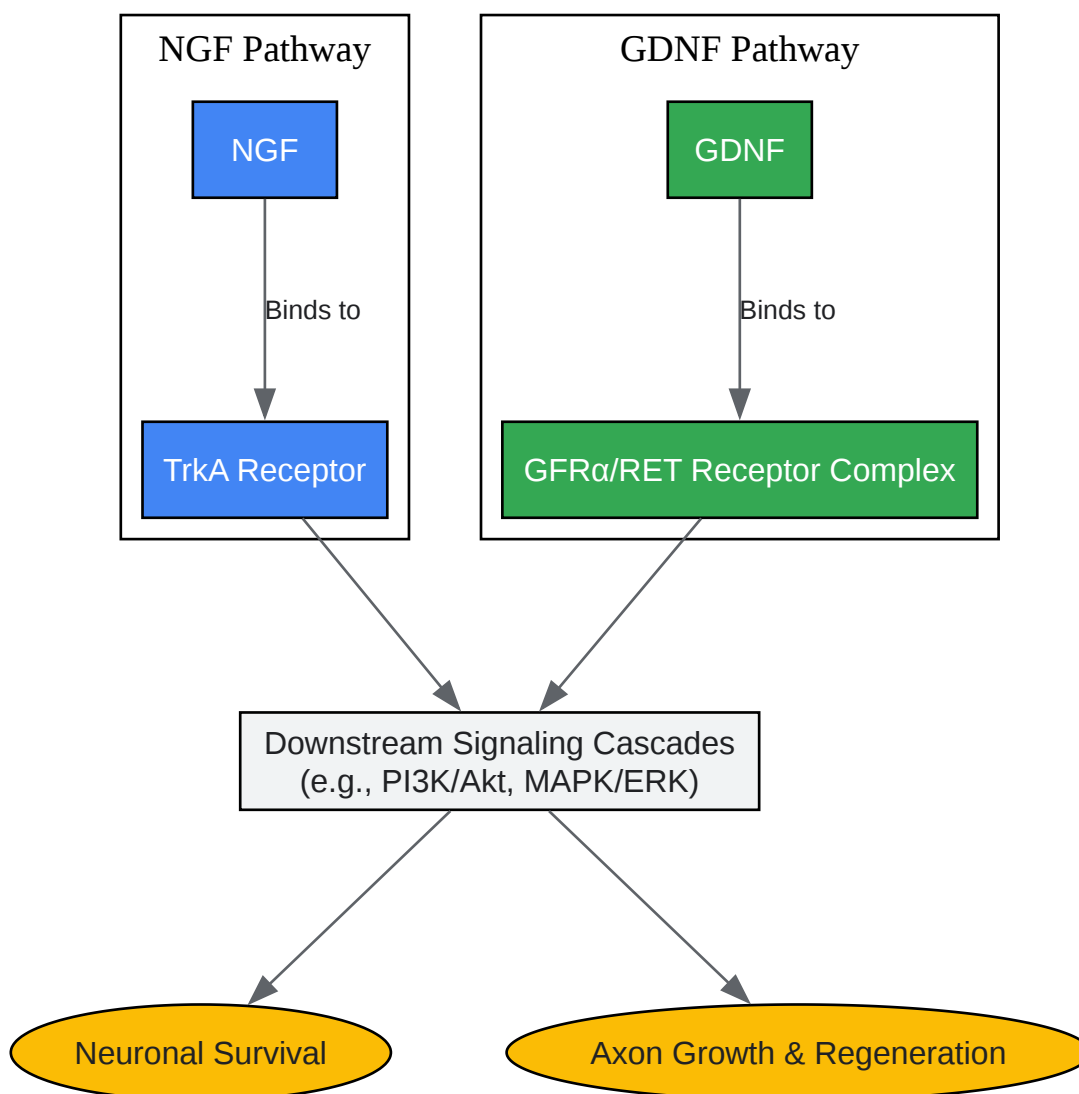 NGF Pathway
GDNF Pathway
NGF
GDNF
Binds to
Binds to
TrkA Receptor
GFRα/RET Receptor Complex
Downstream Signaling Cascades
(e.g., PI3K/Akt, MAPK/ERK)
Neuronal Survival
Axon Growth & Regeneration